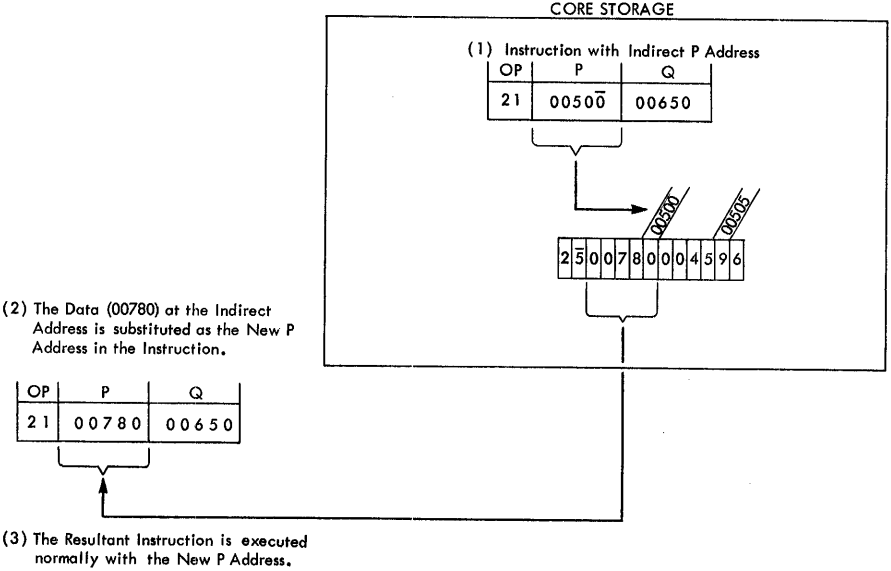 CORE STORAGE
(1) Instruction with Indirect P Address
OP P Q
21 00500̅ 00650
00500 00505
2 5̅ 0 0 7 8 0 0 0 4 5 9 6
(2) The Data (00780) at the Indirect
Address is substituted as the New P
Address in the Instruction.
OP P Q
21 00780 00650
(3) The Resultant Instruction is executed
normally with the New P Address.